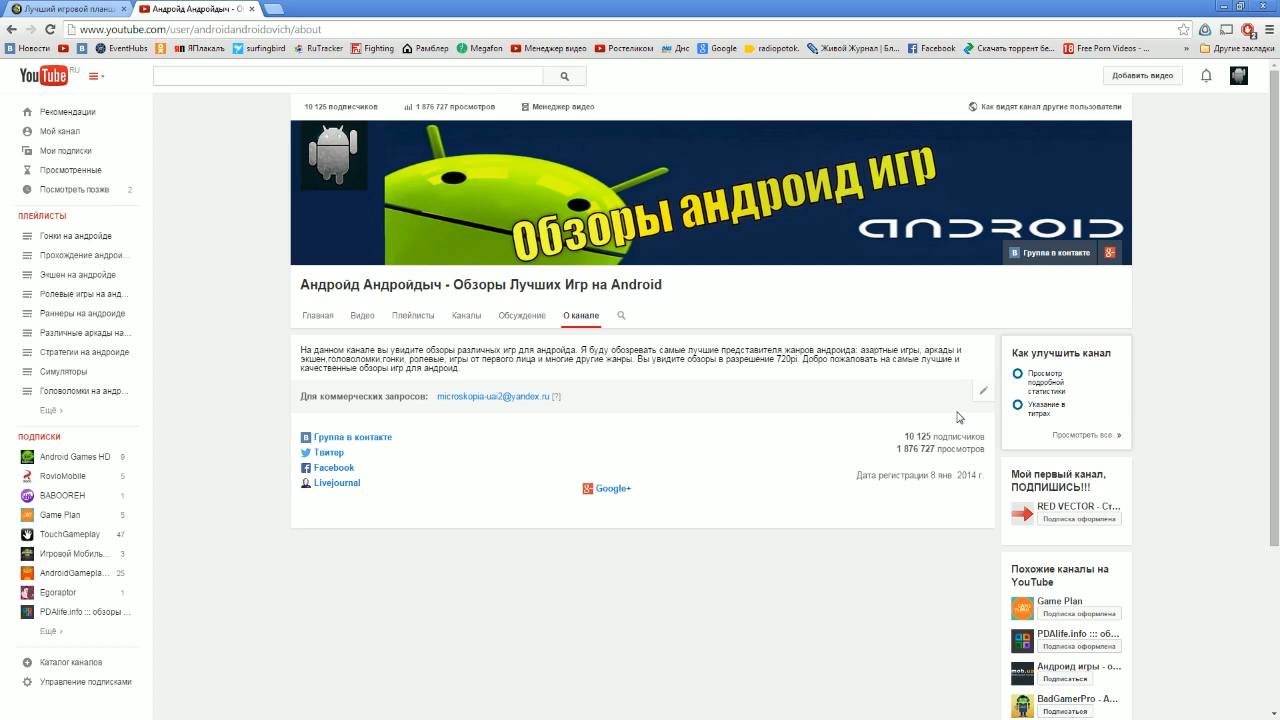 Лучший игровой планш
Андройд Андройдыч - О
www.youtube.com/user/androidandroidovich/about
Новости
EventHubs
ЯПлакалъ
surfingbird
RuTracker
Fighting
Рамблер
Megafon
Менеджер видео
Ростеликом
Днс
Google
radiopotok.
Живой Журнал | Бл...
Facebook
Скачать торрент бе...
Free Porn Videos - ...
»
Другие закладки
YouTube RU
Добавить видео
10 125 подписчиков
1 876 727 просмотров
Менеджер видео
Как видят канал другие пользователи
Обзоры андроид игр
ANDROID
Группа в контакте
Андройд Андройдыч - Обзоры Лучших Игр на Android
Главная Видео Плейлисты Каналы Обсуждение О канале
На данном канале вы увидите обзоры различных игр для андройда. Я буду обозревать самые лучшие представителя жанров андроида: азартные игры, аркады и
экшен,головоломки,гонки, ролевые, игры от первого лица и многие другие жанры. Вы увидите обзоры в разрешение 720pi. Добро пожаловать на самые лучшие и
качественные обзоры игр для андроид.
Для коммерческих запросов: microskopia-uai2@yandex.ru [?]
Группа в контакте
Твитер
Facebook
Livejournal
Google+
10 125 подписчиков
1 876 727 просмотров
Дата регистрации 8 янв. 2014 г.
Рекомендации
Мой канал
Мои подписки
Просмотренные
Посмотреть позже 2
ПЛЕЙЛИСТЫ
Гонки на андройде
Прохождение андрои...
Экшен на андройде
Ролевые игры на анд...
Раннеры на андроиде
Различные аркады на...
Стратегии на андроиде
Симуляторы
Головоломки на андр...
Ещё ›
ПОДПИСКИ
Android Games HD 9
RovioMobile 5
BABOOREH 1
Game Plan 5
TouchGameplay 47
Игровой Мобиль... 3
AndroidGamepla... 25
Egoraptor 1
PDAlife.info ::: обзоры ...
Ещё ›
Каталог каналов
Управление подписками
Как улучшить канал
Просмотр
подробной
статистики
Указание в
титрах
Просмотреть все »
Мой первый канал,
ПОДПИШИСЬ!!!
RED VECTOR - Ст...
Подписка оформлена
Похожие каналы на
YouTube
Game Plan
Подписка оформлена
PDAlife.info ::: об...
Подписка оформлена
Андроид игры - о...
Подписаться
BadGamerPro - А...
Подписаться